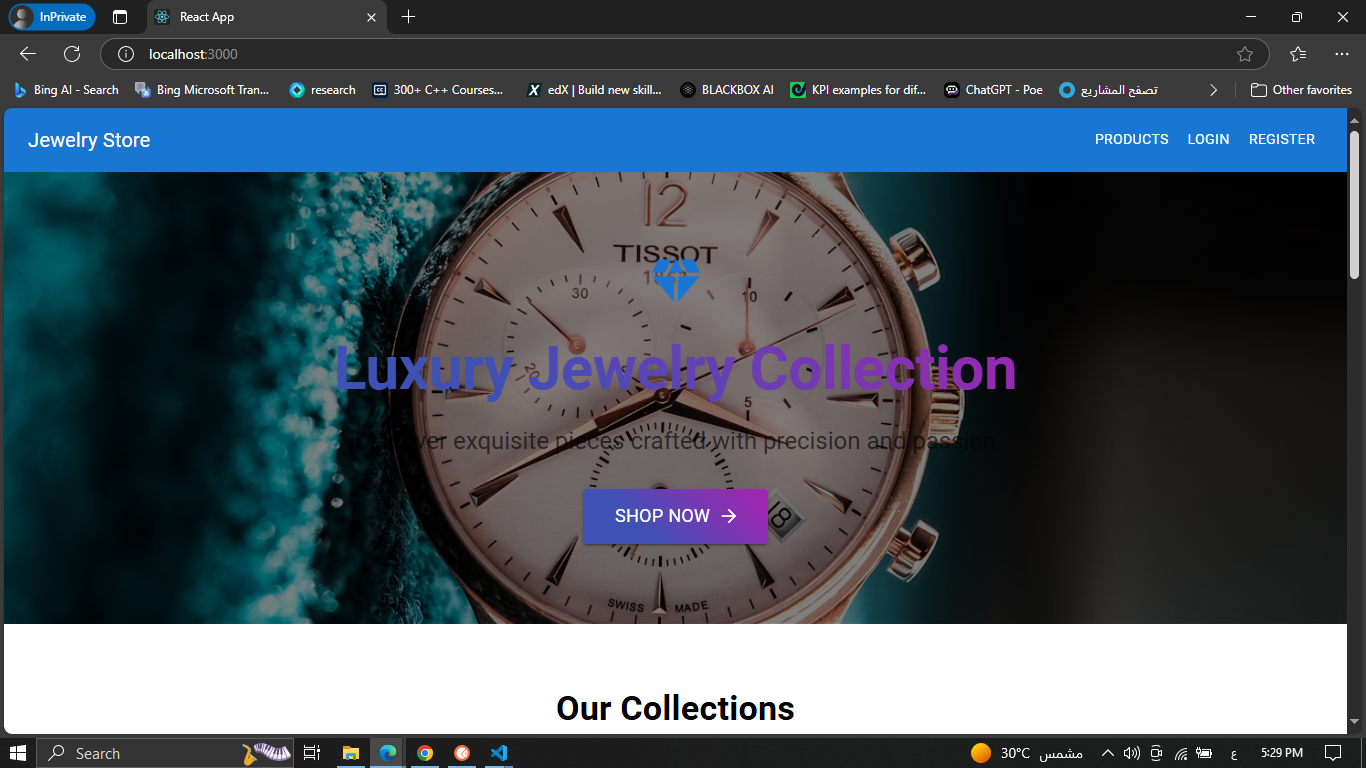 InPrivate
React App
localhost:3000
Bing AI - Search
Bing Microsoft Tran...
research
300+ C++ Courses...
edX | Build new skill...
BLACKBOX AI
KPI examples for dif...
ChatGPT - Poe
تصفح المشاريع
Other favorites
Jewelry Store
PRODUCTS
LOGIN
REGISTER
12
TISSOT
30
10
Luxury Jewelry Collection
5
exquisite pieces crafted with precision and passion
SHOP NOW
18
SWISS MADE
Our Collections
Search
30°C مشمس
ع
5:29 PM